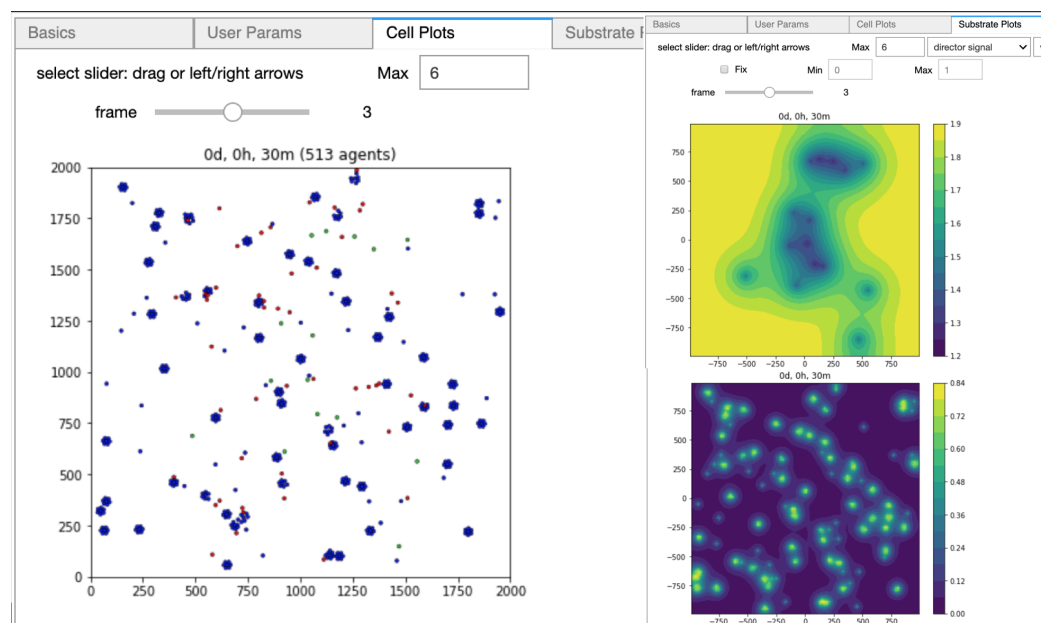 Basics
User Params
Cell Plots
Substrate
select slider: drag or left/right arrows
Max
6
frame
3
0d, 0h, 30m (513 agents)
2000
1750
1500
1250
1000
750
500
250
0
0 250 500 750 1000 1250 1500 1750 2000
Basics
User Params
Cell Plots
Substrate Plots
select slider: drag or left/right arrows
Max
6
director signal
Fix
Min
0
Max
1
frame
3
0d, 0h, 30m
750
500
250
0
−250
−500
−750
−750 −500 −250 0 250 500 750
1.9
1.8
1.7
1.6
1.5
1.4
1.3
1.2
0d, 0h, 30m
750
500
250
0
−250
−500
−750
−750 −500 −250 0 250 500 750
0.84
0.72
0.60
0.48
0.36
0.24
0.12
0.00